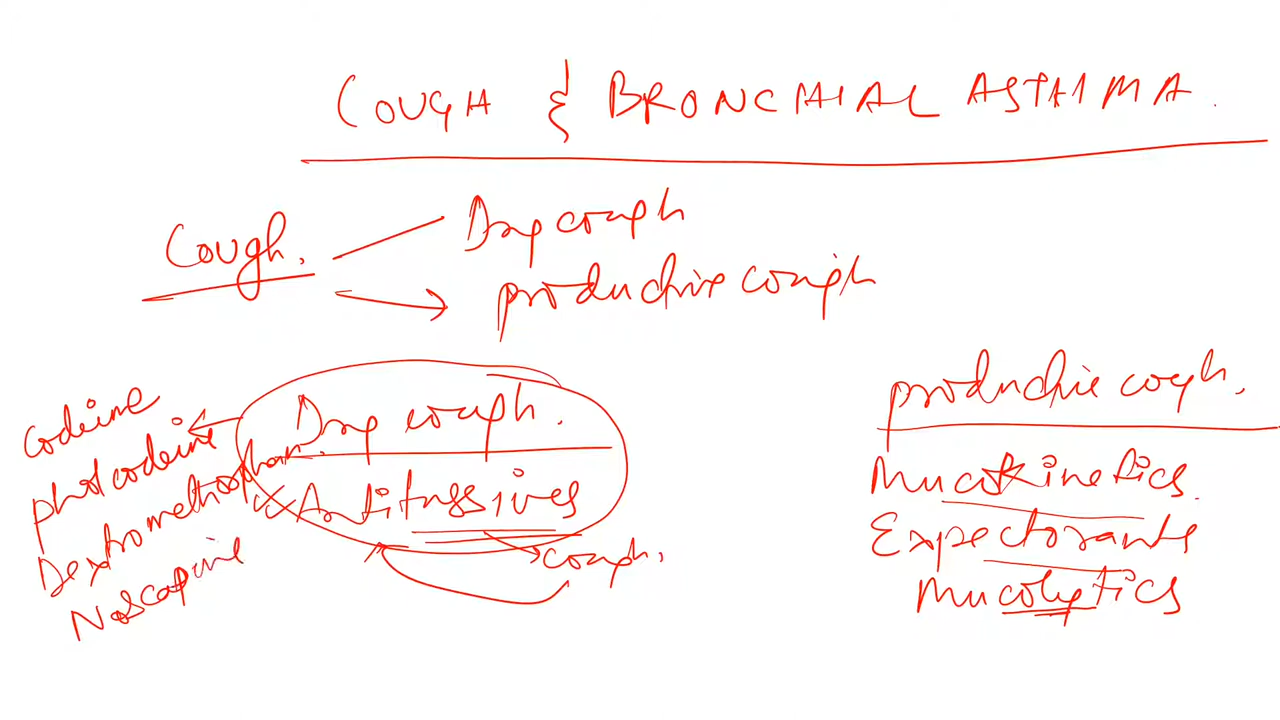 COUGH & BRONCHIAL ASTHMA.
Cough.
Dry cough
productive cough
Dry cough.
Antitussives
cough.
codeine
pholcodeine
Dextromethorphan
Noscapine
productive cogh.
Mucokinetics.
Expectorants
Mucolytics